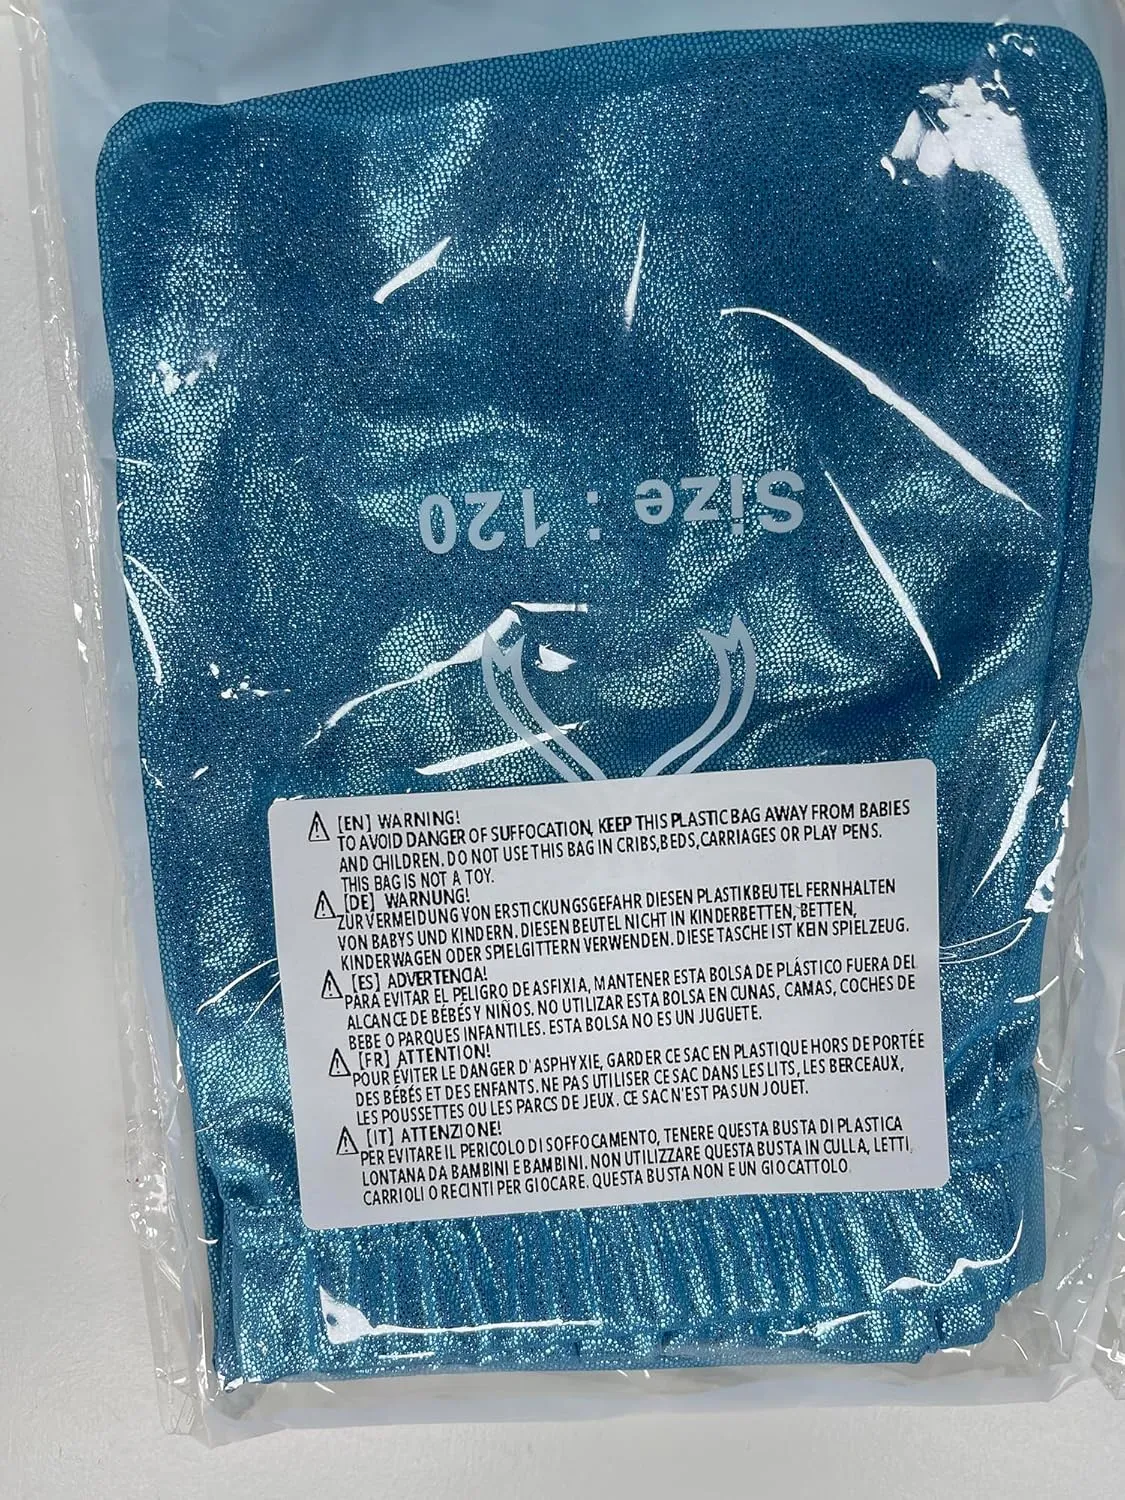 Size : 120
[EN] WARNING!
TO AVOID DANGER OF SUFFOCATION, KEEP THIS PLASTIC BAG AWAY FROM BABIES
AND CHILDREN. DO NOT USE THIS BAG IN CRIBS,BEDS,CARRIAGES OR PLAY PENS.
THIS BAG IS NOT A TOY.
[DE] WARNUNG!
ZUR VERMEIDUNG VON ERSTICKUNGSGEFAHR DIESEN PLASTIKBEUTEL FERNHALTEN
VON BABYS UND KINDERN. DIESEN BEUTEL NICHT IN KINDERBETTEN, BETTEN,
KINDERWAGEN ODER SPIELGITTERN VERWENDEN. DIESE TASCHE IST KEIN SPIELZEUG.
[ES] ADVERTENCIA!
PARA EVITAR EL PELIGRO DE ASFIXIA, MANTENER ESTA BOLSA DE PLÁSTICO FUERA DEL
ALCANCE DE BÉBÉS Y NIÑOS. NO UTILIZAR ESTA BOLSA EN CUNAS, CAMAS, COCHES DE
BEBE O PARQUES INFANTILES. ESTA BOLSA NO ES UN JUGUETE.
[FR] ATTENTION!
POUR ÉVITER LE DANGER D'ASPHYXIE, GARDER CE SAC EN PLASTIQUE HORS DE PORTÉE
DES BÉBÉS ET DES ENFANTS. NE PAS UTILISER CE SAC DANS LES LITS, LES BERCEAUX,
LES POUSSETTES OU LES PARCS DE JEUX. CE SAC N'EST PAS UN JOUET.
[IT] ATTENZIONE!
PER EVITARE IL PERICOLO DI SOFFOCAMENTO, TENERE QUESTA BUSTA DI PLASTICA
LONTANA DA BAMBINI E BAMBINI. NON UTILIZZARE QUESTA BUSTA IN CULLA, LETTI,
CARRIOLI O RECINTI PER GIOCARE. QUESTA BUSTA NON E UN GIOCATTOLO.